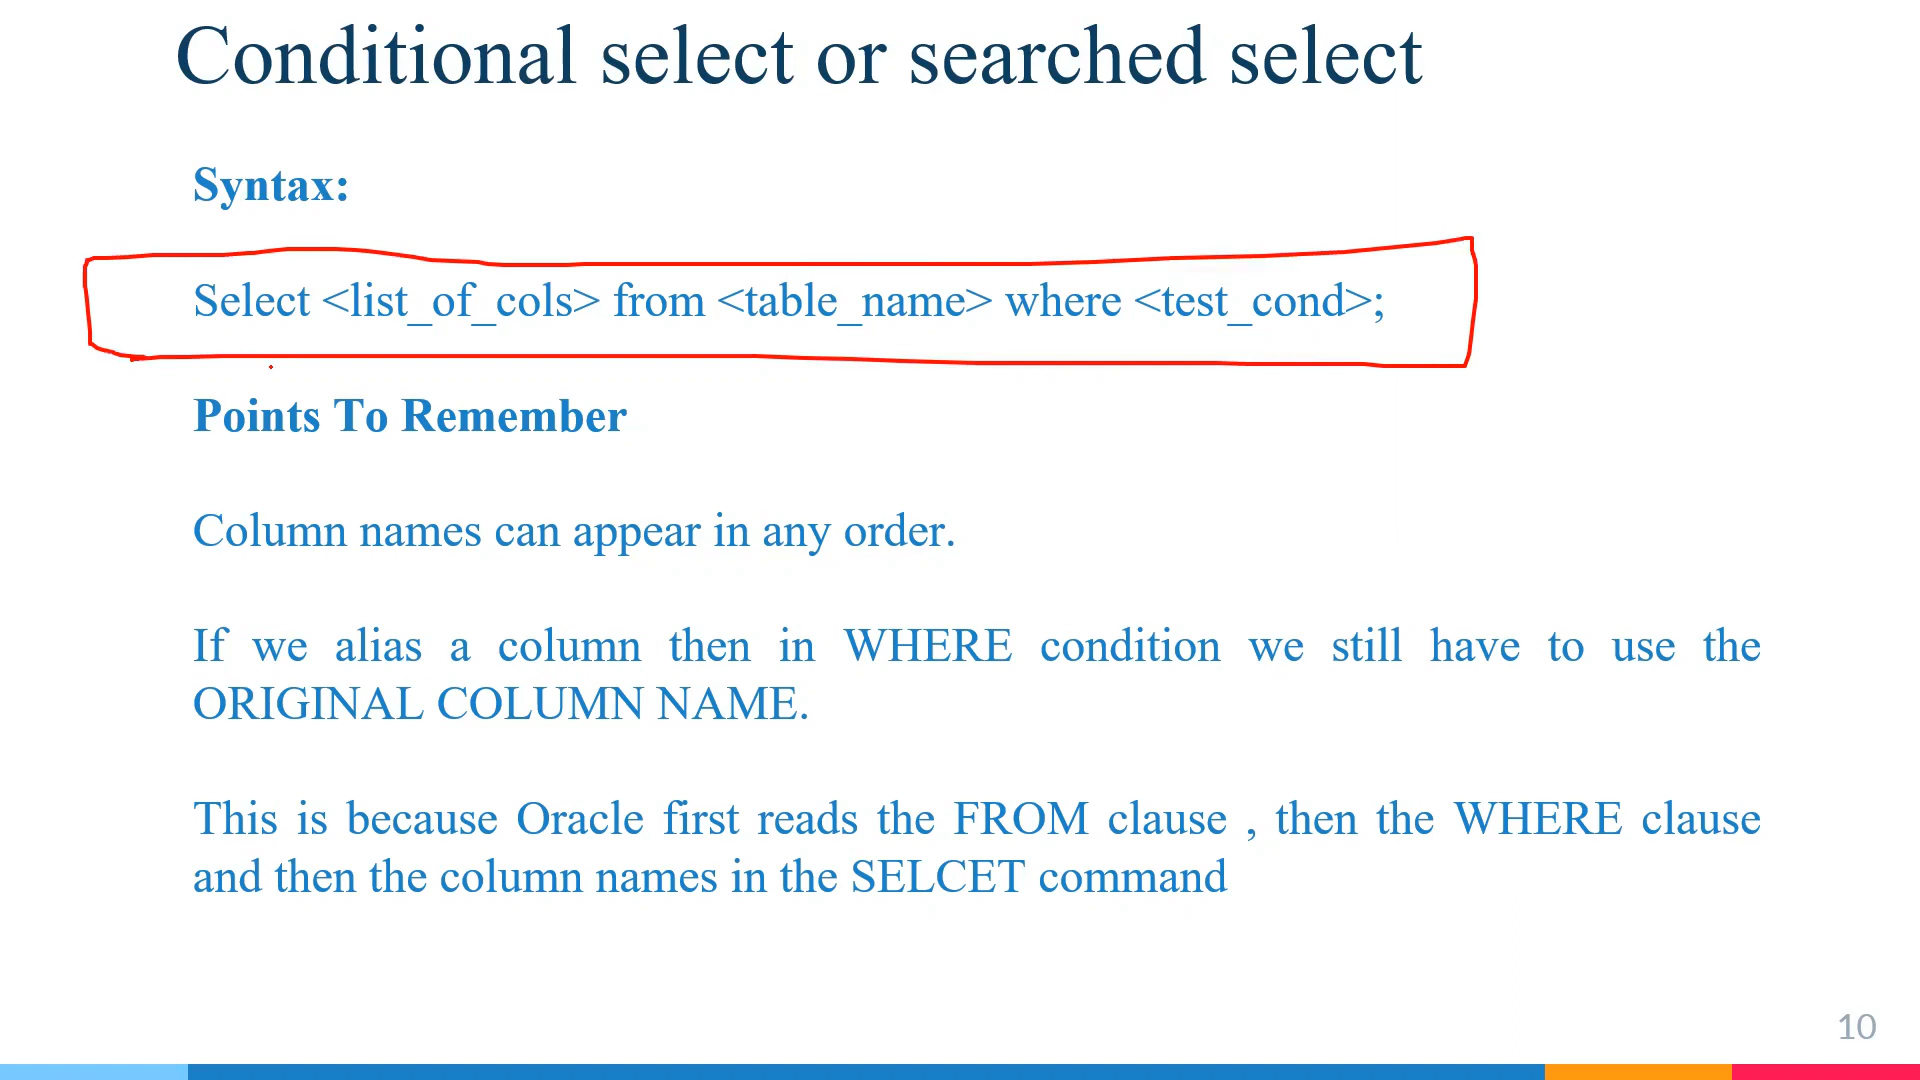 Conditional select or searched select
Syntax:
Select <list_of_cols> from <table_name> where <test_cond>;
Points To Remember
Column names can appear in any order.
If we alias a column then in WHERE condition we still have to use the
ORIGINAL COLUMN NAME.
This is because Oracle first reads the FROM clause , then the WHERE clause
and then the column names in the SELCET command
10